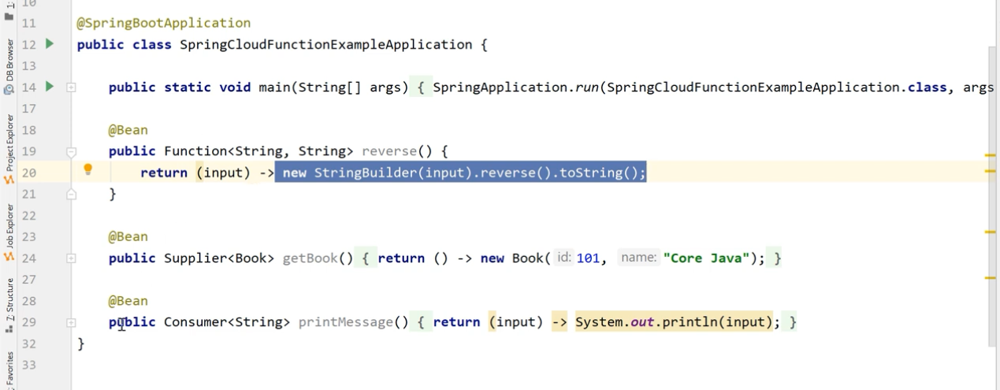 10
11 @SpringBootApplication
12 public class SpringCloudFunctionExampleApplication {
13
14 public static void main(String[] args) { SpringApplication.run(SpringCloudFunctionExampleApplication.class, args
17
18 @Bean
19 public Function<String, String> reverse() {
20 return (input) -> new StringBuilder(input).reverse().toString();
21 }
22
23 @Bean
24 public Supplier<Book> getBook() { return () -> new Book( id: 101, name: "Core Java"); }
27
28 @Bean
29 public Consumer<String> printMessage() { return (input) -> System.out.println(input); }
32 }
33
1:
DB Browser
Project Explorer
Job Explorer
7: Structure
Favorites